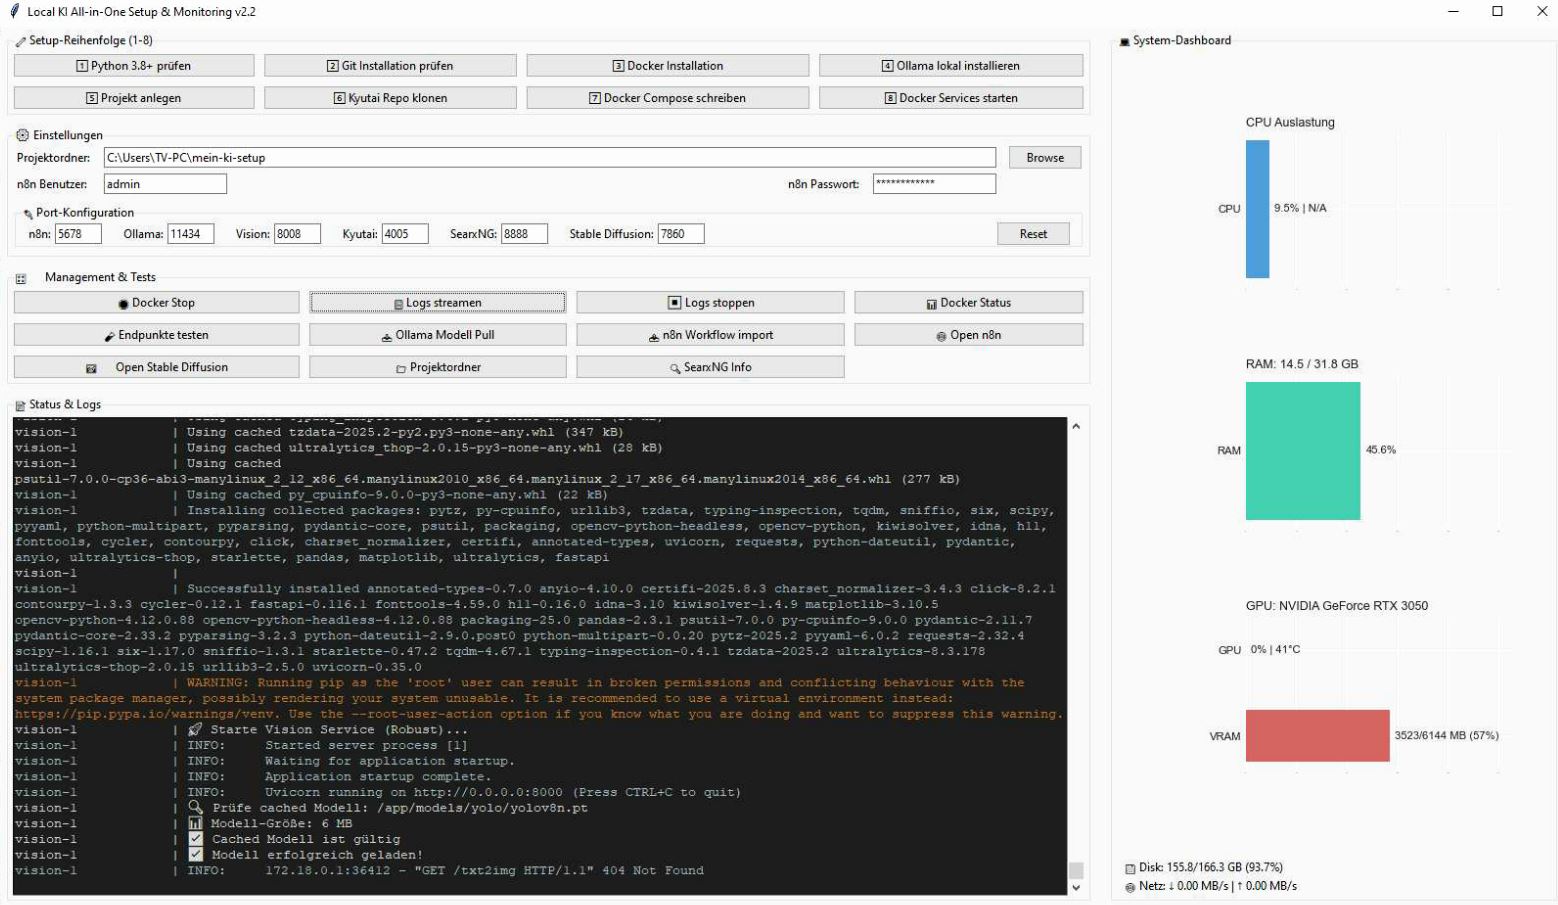 Local KI All-in-One Setup & Monitoring v2.2
Setup-Reihenfolge (1-8)
1 Python 3.8+ prüfen
2 Git Installation prüfen
3 Docker Installation
4 Ollama lokal installieren
5 Projekt anlegen
6 Kyutai Repo klonen
7 Docker Compose schreiben
8 Docker Services starten
Einstellungen
Projektordner: C:\Users\TV-PC\mein-ki-setup Browse
n8n Benutzer: admin n8n Passwort: ************
Port-Konfiguration
n8n: 5678 Ollama: 11434 Vision: 8008 Kyutai: 4005 SearxNG: 8888 Stable Diffusion: 7860 Reset
Management & Tests
Docker Stop
Logs streamen
Logs stoppen
Docker Status
Endpunkte testen
Ollama Modell Pull
n8n Workflow import
Open n8n
Open Stable Diffusion
Projektordner
SearxNG Info
Status & Logs
vision-1 | Using cached tzdata-2025.2-py2.py3-none-any.whl (347 kB)
vision-1 | Using cached ultralytics_thop-2.0.15-py3-none-any.whl (28 kB)
vision-1 | Using cached
psutil-7.0.0-cp36-abi3-manylinux_2_12_x86_64.manylinux2010_x86_64.manylinux_2_17_x86_64.manylinux2014_x86_64.whl (277 kB)
vision-1 | Using cached py_cpuinfo-9.0.0-py3-none-any.whl (22 kB)
vision-1 | Installing collected packages: pytz, py-cpuinfo, urllib3, tzdata, typing-inspection, tqdm, sniffio, six, scipy,
pyyaml, python-multipart, pyparsing, pydantic-core, psutil, packaging, opencv-python-headless, opencv-python, kiwisolver, idna, h11,
fonttools, cycler, contourpy, click, charset_normalizer, certifi, annotated-types, uvicorn, requests, python-dateutil, pydantic,
anyio, ultralytics-thop, starlette, pandas, matplotlib, ultralytics, fastapi
vision-1 |
vision-1 | Successfully installed annotated-types-0.7.0 anyio-4.10.0 certifi-2025.8.3 charset_normalizer-3.4.3 click-8.2.1
contourpy-1.3.3 cycler-0.12.1 fastapi-0.116.1 fonttools-4.59.0 h11-0.16.0 idna-3.10 kiwisolver-1.4.9 matplotlib-3.10.5
opencv-python-4.12.0.88 opencv-python-headless-4.12.0.88 packaging-25.0 pandas-2.3.1 psutil-7.0.0 py-cpuinfo-9.0.0 pydantic-2.11.7
pydantic-core-2.33.2 pyparsing-3.2.3 python-dateutil-2.9.0.post0 python-multipart-0.0.20 pytz-2025.2 pyyaml-6.0.2 requests-2.32.4
scipy-1.16.1 six-1.17.0 sniffio-1.3.1 starlette-0.47.2 tqdm-4.67.1 typing-inspection-0.4.1 tzdata-2025.2 ultralytics-8.3.178
ultralytics-thop-2.0.15 urllib3-2.5.0 uvicorn-0.35.0
vision-1 | WARNING: Running pip as the 'root' user can result in broken permissions and conflicting behaviour with the
system package manager, possibly rendering your system unusable. It is recommended to use a virtual environment instead:
https://pip.pypa.io/warnings/venv. Use the --root-user-action option if you know what you are doing and want to suppress this warning.
vision-1 | 🚀 Starte Vision Service (Robust)...
vision-1 | INFO: Started server process [1]
vision-1 | INFO: Waiting for application startup.
vision-1 | INFO: Application startup complete.
vision-1 | INFO: Uvicorn running on http://0.0.0.0:8000 (Press CTRL+C to quit)
vision-1 | 🔍 Prüfe cached Modell: /app/models/yolo/yolov8n.pt
vision-1 | 📊 Modell-Größe: 6 MB
vision-1 | ✅ Cached Modell ist gültig
vision-1 | ✅ Modell erfolgreich geladen!
vision-1 | INFO: 172.18.0.1:36412 - "GET /txt2img HTTP/1.1" 404 Not Found
System-Dashboard
CPU Auslastung
CPU 9.5% | N/A
RAM: 14.5 / 31.8 GB
RAM 45.6%
GPU: NVIDIA GeForce RTX 3050
GPU 0% | 41°C
VRAM 3523/6144 MB (57%)
Disk: 155.8/166.3 GB (93.7%)
Netz: ↓ 0.00 MB/s | ↑ 0.00 MB/s